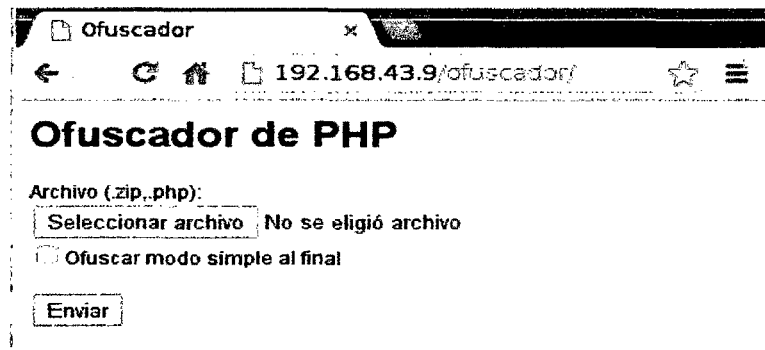 Ofuscador
192.168.43.9/ofuscador/
Ofuscador de PHP
Archivo (.zip,.php):
Seleccionar archivo No se eligió archivo
Ofuscar modo simple al final
Enviar